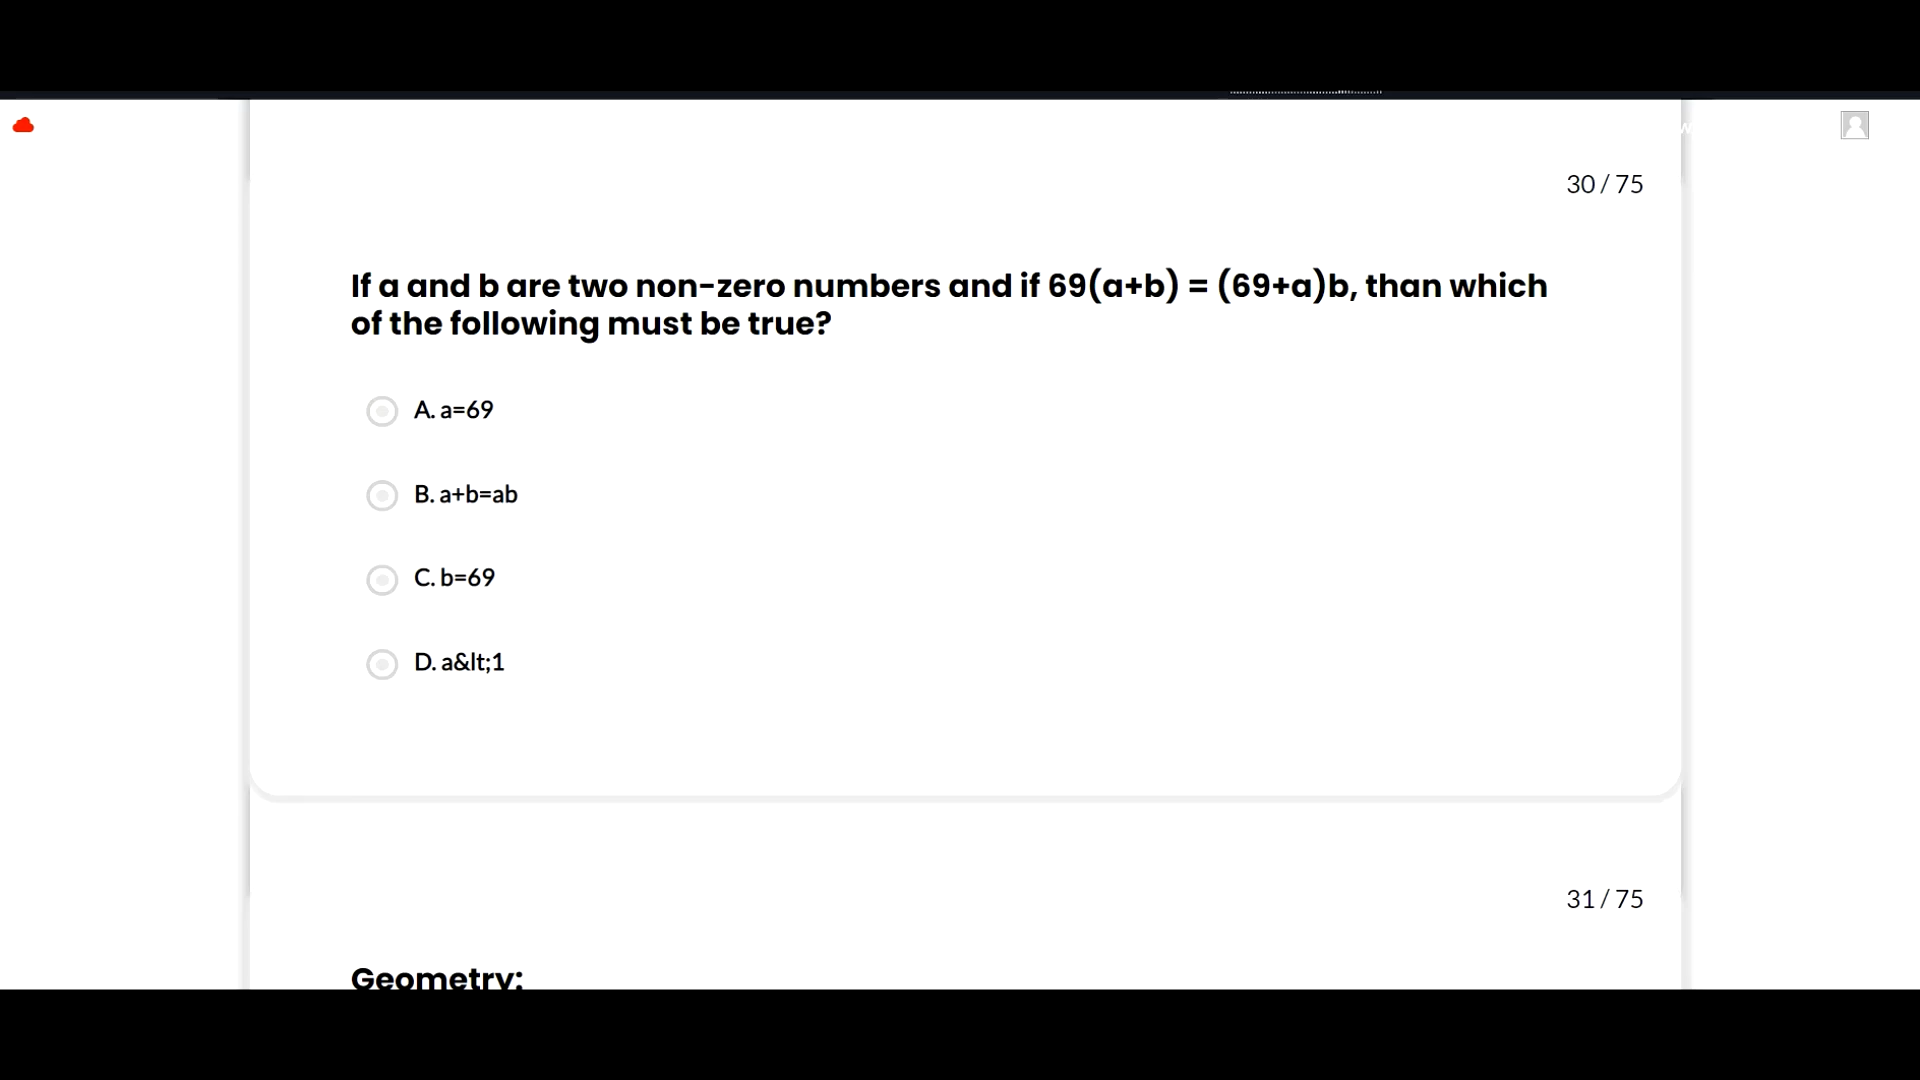 30 / 75
If a and b are two non-zero numbers and if 69(a+b) = (69+a)b, than which
of the following must be true?
A. a=69
B. a+b=ab
C. b=69
D. a&lt;1
31 / 75
Geometry: